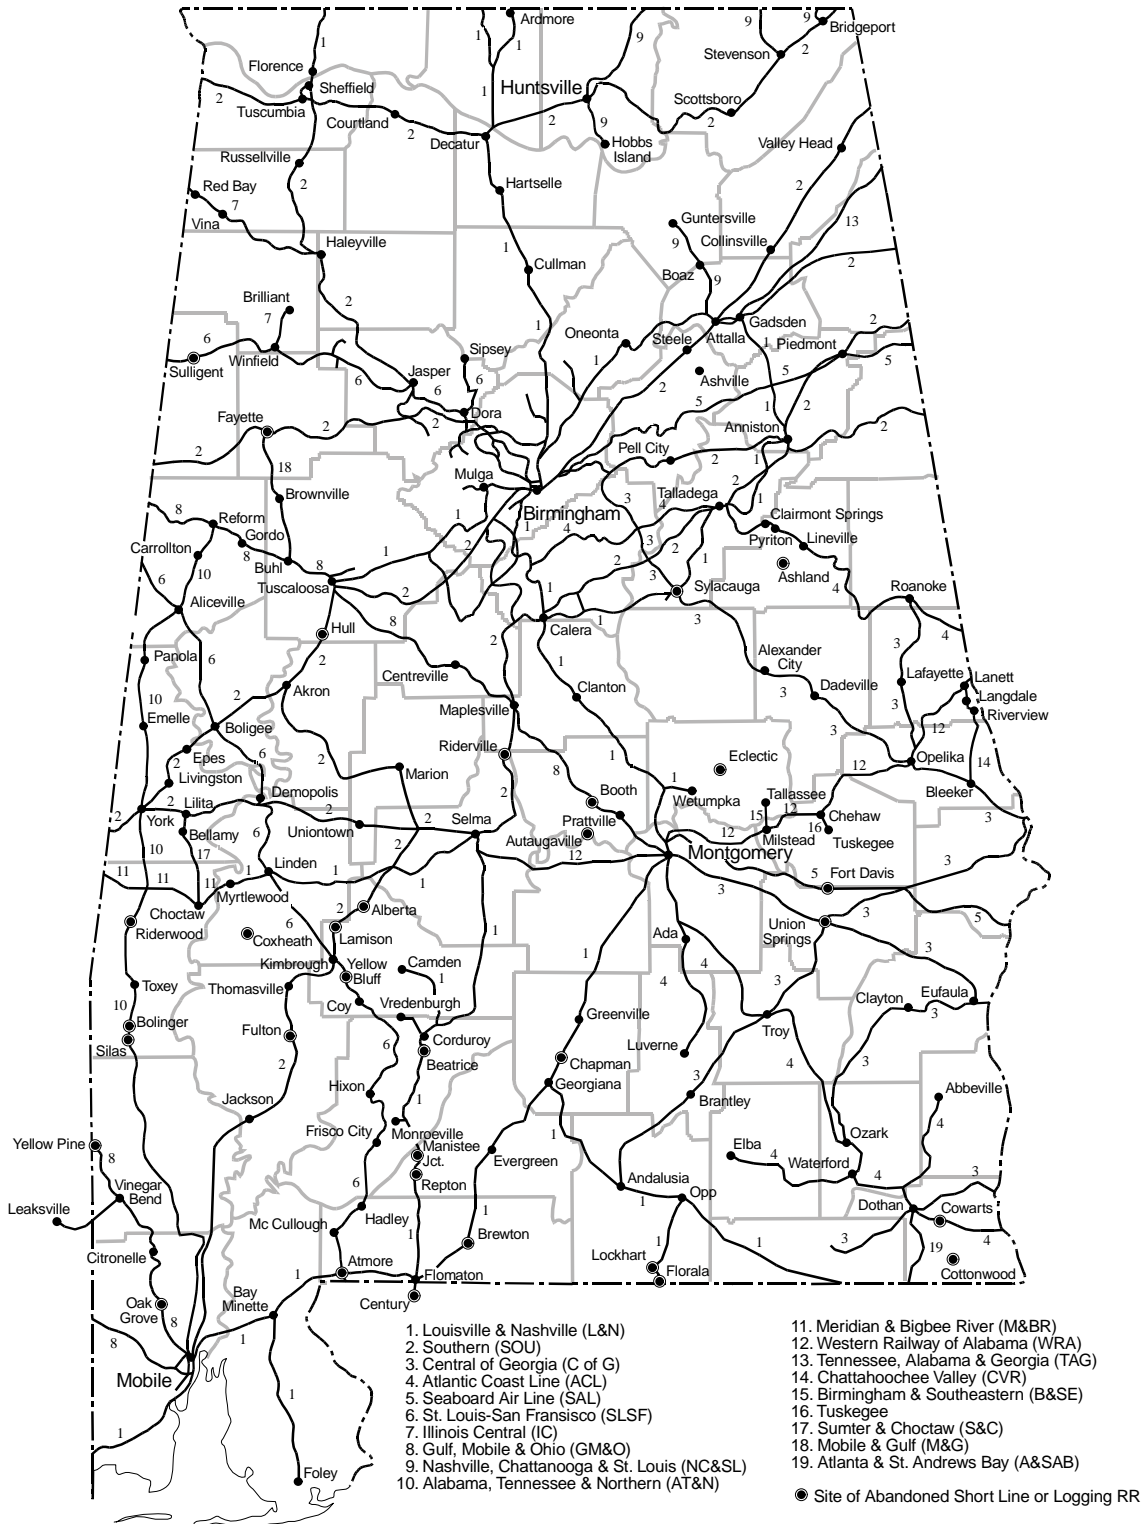 Ardmore
Bridgeport
Florence
Stevenson
Sheffield
Huntsville
Scottsboro
Tuscumbia
Courtland
Decatur
Hobbs
Island
Valley Head
Russellville
Hartselle
Red Bay
Vina
Guntersville
Collinsville
Haleyville
Cullman
Boaz
Brilliant
Oneonta
Steele
Attalla
Gadsden
Piedmont
Winfield
Sulligent
Sipsey
Jasper
Ashville
Fayette
Dora
Anniston
Pell City
Mulga
Brownville
Talladega
Birmingham
Clairmont Springs
Reform
Gordo
Pyriton
Lineville
Carrollton
Buhl
Tuscaloosa
Ashland
Sylacauga
Roanoke
Aliceville
Hull
Calera
Panola
Centreville
Alexander
City
Akron
Clanton
Dadeville
Lafayette
Lanett
Langdale
Riverview
Emelle
Maplesville
Boligee
Riderville
Epes
Eclectic
Opelika
Livingston
Marion
Lilita
Demopolis
Booth
Wetumpka
Tallassee
Bleeker
York
Uniontown
Selma
Prattville
Chehaw
Bellamy
Autaugaville
Milstead
Tuskegee
Linden
Montgomery
Fort Davis
Myrtlewood
Choctaw
Riderwood
Alberta
Coxheath
Lamison
Ada
Union
Springs
Kimbrough
Yellow
Bluff
Camden
Toxey
Thomasville
Coy
Vredenburgh
Clayton
Eufaula
Bolinger
Fulton
Corduroy
Greenville
Troy
Silas
Beatrice
Chapman
Luverne
Hixon
Georgiana
Abbeville
Jackson
Brantley
Yellow Pine
Frisco City
Monroeville
Manistee
Jct.
Evergreen
Elba
Ozark
Waterford
Vinegar
Bend
Repton
Andalusia
Opp
Leaksville
Mc Cullough
Hadley
Dothan
Cowarts
Citronelle
Brewton
Atmore
Flomaton
Lockhart
Florala
Cottonwood
Oak
Grove
Bay
Minette
Century
Mobile
Foley
1. Louisville & Nashville (L&N)
2. Southern (SOU)
3. Central of Georgia (C of G)
4. Atlantic Coast Line (ACL)
5. Seaboard Air Line (SAL)
6. St. Louis-San Fransisco (SLSF)
7. Illinois Central (IC)
8. Gulf, Mobile & Ohio (GM&O)
9. Nashville, Chattanooga & St. Louis (NC&SL)
10. Alabama, Tennessee & Northern (AT&N)
11. Meridian & Bigbee River (M&BR)
12. Western Railway of Alabama (WRA)
13. Tennessee, Alabama & Georgia (TAG)
14. Chattahoochee Valley (CVR)
15. Birmingham & Southeastern (B&SE)
16. Tuskegee
17. Sumter & Choctaw (S&C)
18. Mobile & Gulf (M&G)
19. Atlanta & St. Andrews Bay (A&SAB)
Site of Abandoned Short Line or Logging RR